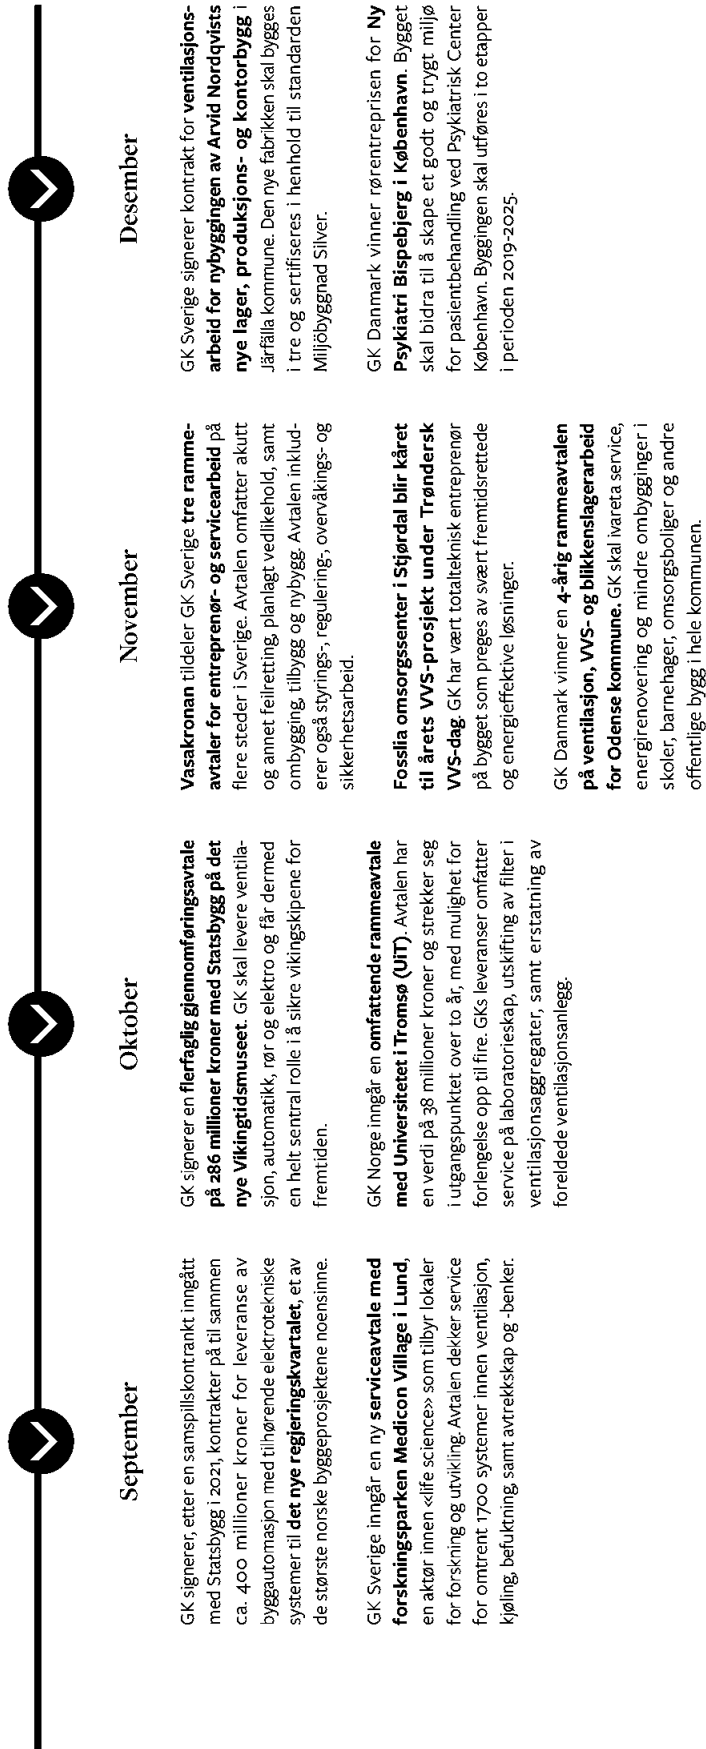 September
GK signerer, etter en samspillskontrankt inngått
med Statsbygg i 2021, kontrakter på til sammen
ca. 400 millioner kroner for leveranse av
byggautomasjon med tilhørende elektrotekniske
systemer til det nye regjeringskvartalet, et av
de største norske byggeprosjektene noensinne.
GK Sverige inngår en ny serviceavtale med
forskningsparken Medicon Village i Lund,
en aktør innen «life science» som tilbyr lokaler
for forskning og utvikling. Avtalen dekker service
for omtrent 1700 systemer innen ventilasjon,
kjøling, befuktning, samt avtrekkskap og -benker.
Oktober
GK signerer en flerfaglig gjennomføringsavtale
på 286 millioner kroner med Statsbygg på det
nye Vikingtidsmuseet. GK skal levere ventila-
sjon, automatikk, rør og elektro og får dermed
en helt sentral rolle i å sikre vikingskipene for
fremtiden.
GK Norge inngår en omfattende rammeavtale
med Universitetet i Tromsø (UiT). Avtalen har
en verdi på 38 millioner kroner og strekker seg
i utgangspunktet over to år, med mulighet for
forlengelse opp til fire. GKs leveranser omfatter
service på laboratorieskap, utskifting av filter i
ventilasjonsaggregater, samt erstatning av
foreldede ventilasjonsanlegg.
November
Vasakronan tildeler GK Sverige tre ramme-
avtaler for entreprenør- og servicearbeid på
flere steder i Sverige. Avtalen omfatter akutt
og annet feilretting, planlagt vedlikehold, samt
ombygging, tilbygg og nybygg. Avtalen inklud-
erer også styrings-, regulering-, overvåkings- og
sikkerhetsarbeid.
Fosslia omsorgssenter i Stjørdal blir kåret
til årets VVS-prosjekt under Trøndersk
VVS-dag. GK har vært totalteknisk entreprenør
på bygget som preges av svært fremtidsrettede
og energieffektive løsninger.
GK Danmark vinner en 4-årig rammeavtalen
på ventilasjon, VVS- og blikkenslagerarbeid
for Odense kommune. GK skal ivareta service,
energirenovering og mindre ombygginger i
skoler, barnehager, omsorgsboliger og andre
offentlige bygg i hele kommunen.
Desember
GK Sverige signerer kontrakt for ventilasjons-
arbeid for nybyggingen av Arvid Nordqvists
nye lager, produksjons- og kontorbygg i
Järfälla kommune. Den nye fabrikken skal bygges
i tre og sertifiseres i henhold til standarden
Miljöbyggnad Silver.
GK Danmark vinner rørentreprisen for Ny
Psykiatri Bispebjerg i København. Bygget
skal bidra til å skape et godt og trygt miljø
for pasientbehandling ved Psykiatrisk Center
København. Byggingen skal utføres i to etapper
i perioden 2019-2025.